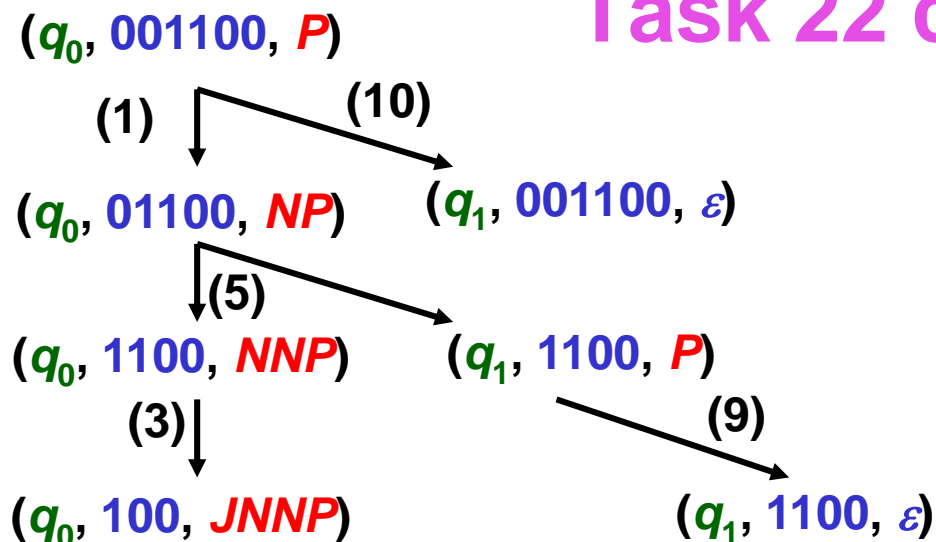 Task 22
(q₀, 001100, P)
(1) (10)
(q₀, 01100, NP) (q₁, 001100, ε)
(5)
(q₀, 1100, NNP) (q₁, 1100, P)
(3) (9)
(q₀, 100, JNNP) (q₁, 1100, ε)